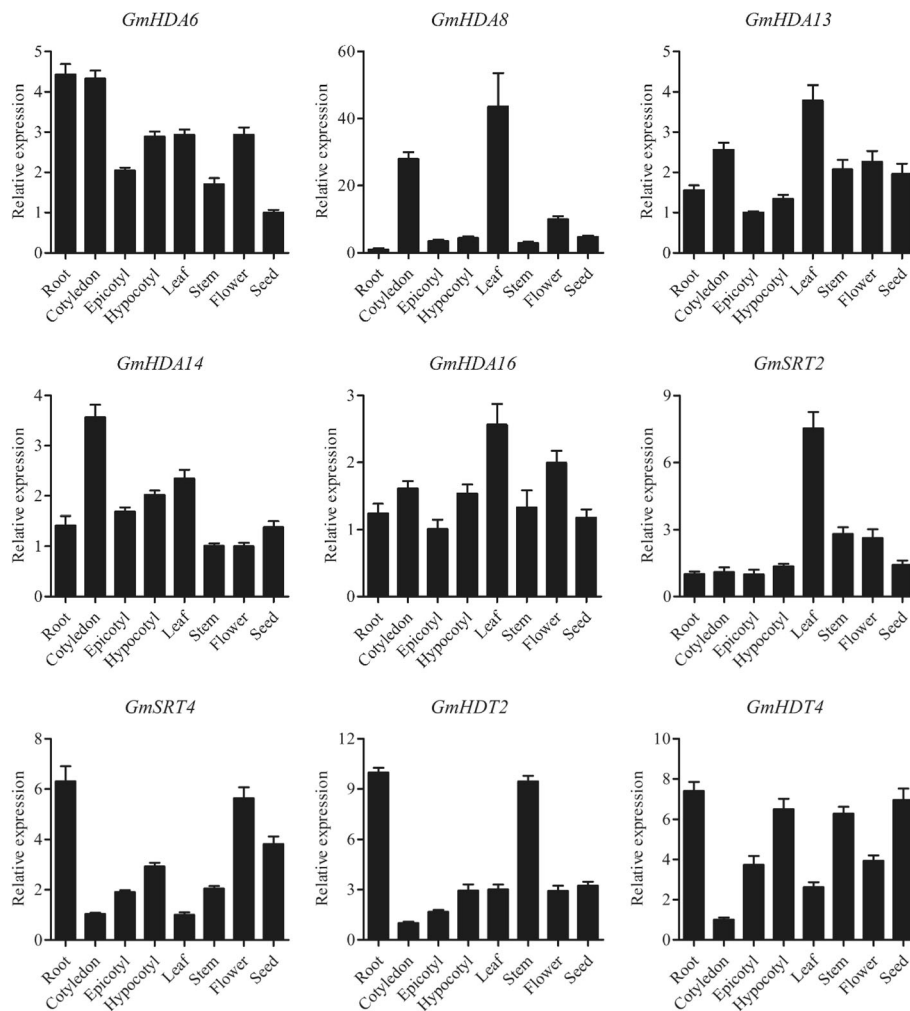 GmHDA6
GmHDA8
GmHDA13
Relative expression
5
4
3
2
1
0
Root
Cotyledon
Epicotyl
Hypocotyl
Leaf
Stem
Flower
Seed
Relative expression
60
40
20
0
Root
Cotyledon
Epicotyl
Hypocotyl
Leaf
Stem
Flower
Seed
Relative expression
5
4
3
2
1
0
Root
Cotyledon
Epicotyl
Hypocotyl
Leaf
Stem
Flower
Seed
GmHDA14
GmHDA16
GmSRT2
Relative expression
4
3
2
1
0
Root
Cotyledon
Epicotyl
Hypocotyl
Leaf
Stem
Flower
Seed
Relative expression
3
2
1
0
Root
Cotyledon
Epicotyl
Hypocotyl
Leaf
Stem
Flower
Seed
Relative expression
9
6
3
0
Root
Cotyledon
Epicotyl
Hypocotyl
Leaf
Stem
Flower
Seed
GmSRT4
GmHDT2
GmHDT4
Relative expression
8
6
4
2
0
Root
Cotyledon
Epicotyl
Hypocotyl
Leaf
Stem
Flower
Seed
Relative expression
12
9
6
3
0
Root
Cotyledon
Epicotyl
Hypocotyl
Leaf
Stem
Flower
Seed
Relative expression
10
8
6
4
2
0
Root
Cotyledon
Epicotyl
Hypocotyl
Leaf
Stem
Flower
Seed